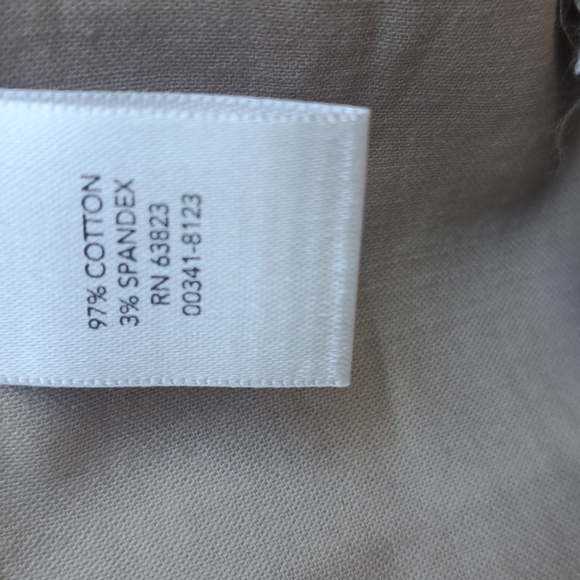 97% COTTON
3% SPANDEX
RN 63823
00341-8123